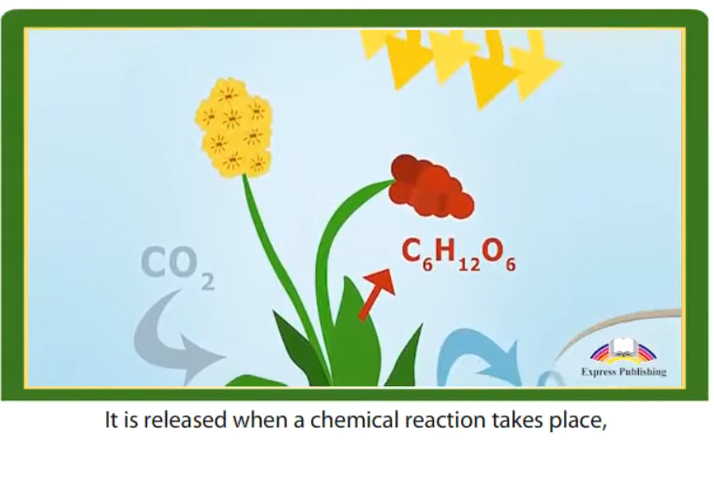 CO₂
C₆H₁₂O₆
Express Publishing
It is released when a chemical reaction takes place,